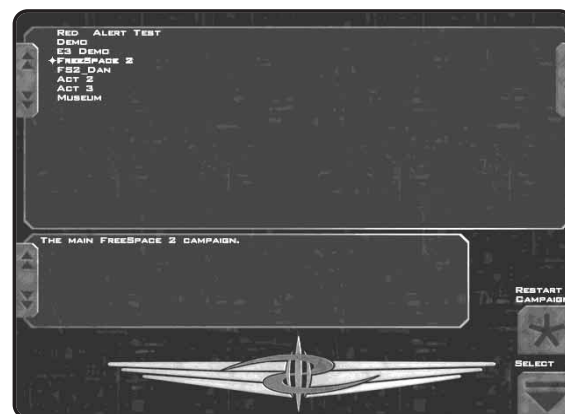 Red Alert Test
Demo
E3 Demo
FreeSpace 2
FS2_Dan
Act 2
Act 3
Museum
The main FreeSpace 2 campaign.
Restart
Campaign
Select